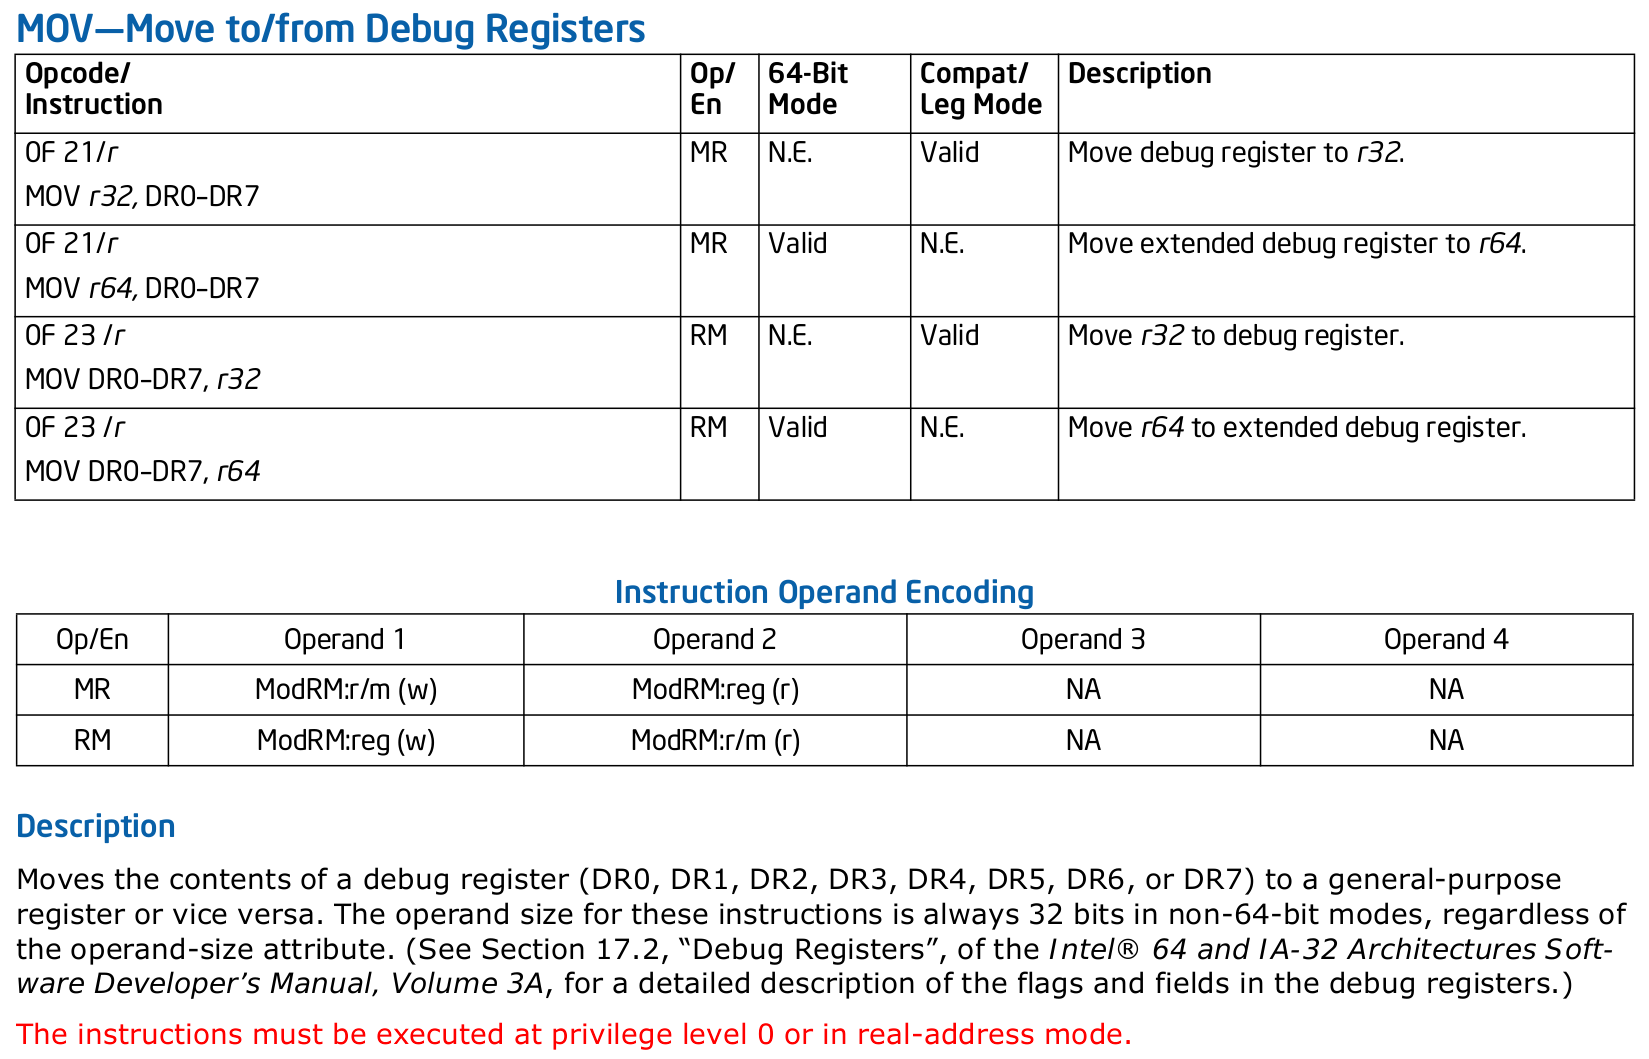 MOV—Move to/from Debug Registers
Opcode/ Op/ 64-Bit Compat/ Description
Instruction En Mode Leg Mode
0F 21/r MR N.E. Valid Move debug register to r32.
MOV r32, DR0–DR7
0F 21/r MR Valid N.E. Move extended debug register to r64.
MOV r64, DR0–DR7
0F 23 /r RM N.E. Valid Move r32 to debug register.
MOV DR0–DR7, r32
0F 23 /r RM Valid N.E. Move r64 to extended debug register.
MOV DR0–DR7, r64
Instruction Operand Encoding
Op/En Operand 1 Operand 2 Operand 3 Operand 4
MR ModRM:r/m (w) ModRM:reg (r) NA NA
RM ModRM:reg (w) ModRM:r/m (r) NA NA
Description
Moves the contents of a debug register (DR0, DR1, DR2, DR3, DR4, DR5, DR6, or DR7) to a general-purpose
register or vice versa. The operand size for these instructions is always 32 bits in non-64-bit modes, regardless of
the operand-size attribute. (See Section 17.2, “Debug Registers”, of the Intel® 64 and IA-32 Architectures Soft-
ware Developer’s Manual, Volume 3A, for a detailed description of the flags and fields in the debug registers.)
The instructions must be executed at privilege level 0 or in real-address mode.